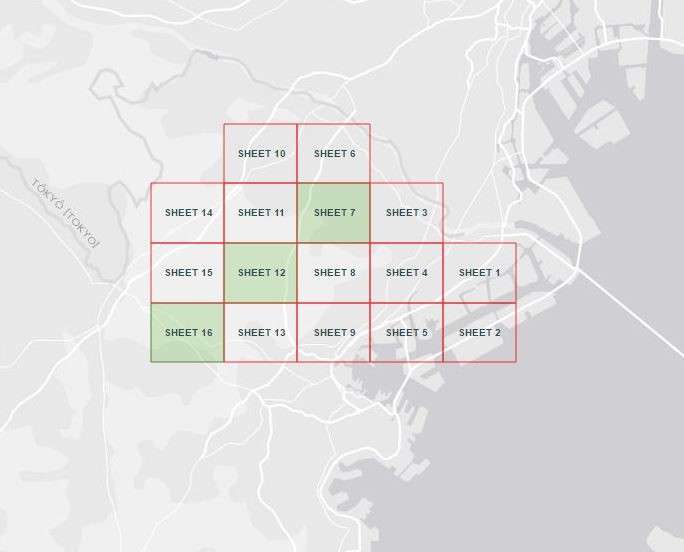 SHEET 10
SHEET 6
TŌKYŌ [TOKYO]
SHEET 14
SHEET 11
SHEET 7
SHEET 3
SHEET 15
SHEET 12
SHEET 8
SHEET 4
SHEET 1
SHEET 16
SHEET 13
SHEET 9
SHEET 5
SHEET 2